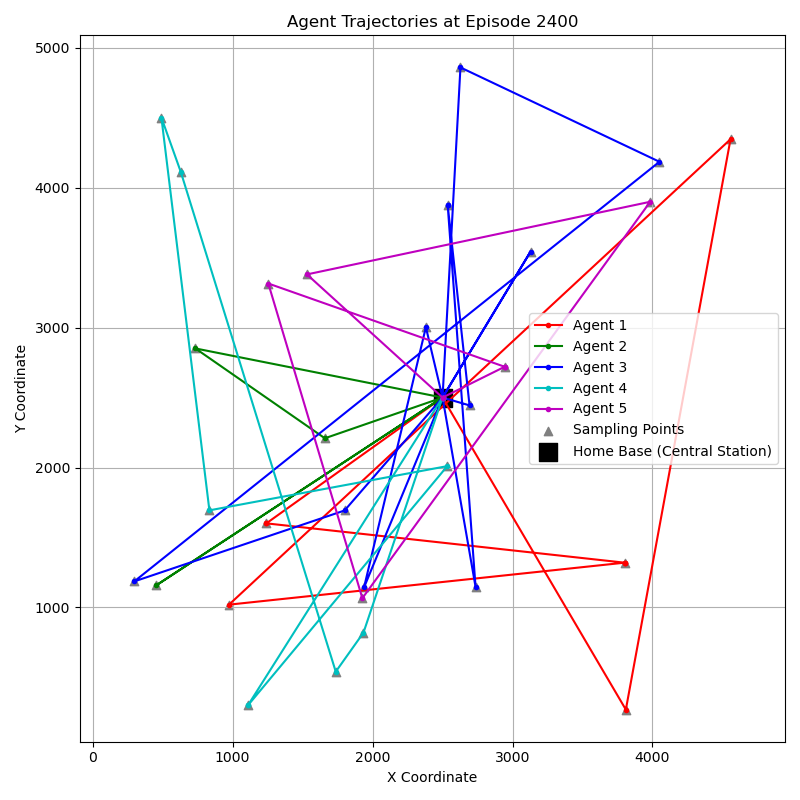 Agent Trajectories at Episode 2400
5000
4000
3000
2000
1000
Y Coordinate
Agent 1
Agent 2
Agent 3
Agent 4
Agent 5
Sampling Points
Home Base (Central Station)
0 1000 2000 3000 4000
X Coordinate